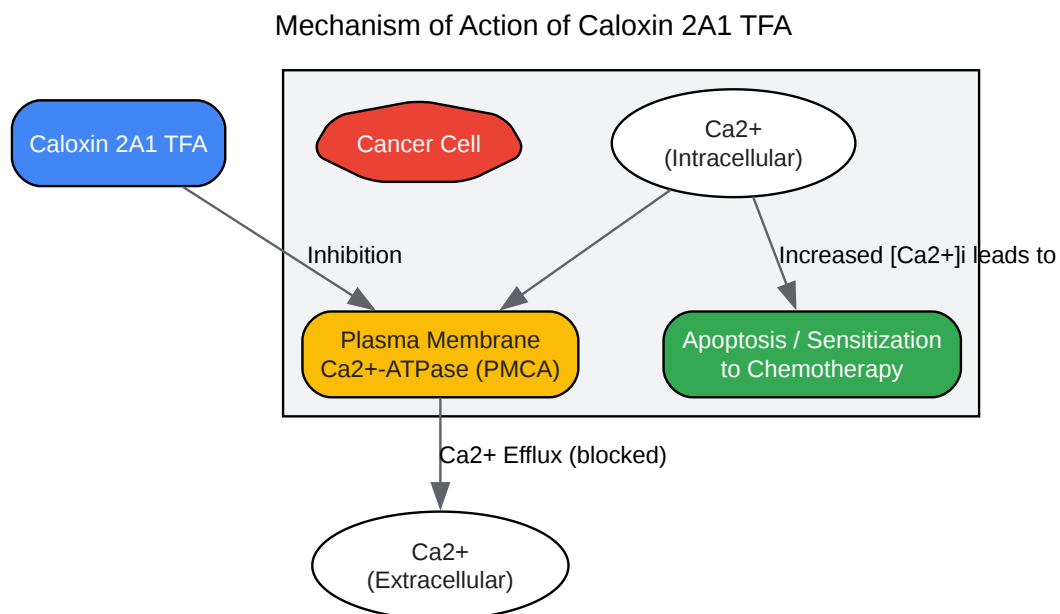 Mechanism of Action of Caloxin 2A1 TFA
Caloxin 2A1 TFA
Cancer Cell
Ca2+
(Intracellular)
Inhibition
Increased [Ca2+]i leads to
Plasma Membrane
Ca2+-ATPase (PMCA)
Apoptosis / Sensitization
to Chemotherapy
Ca2+ Efflux (blocked)
Ca2+
(Extracellular)